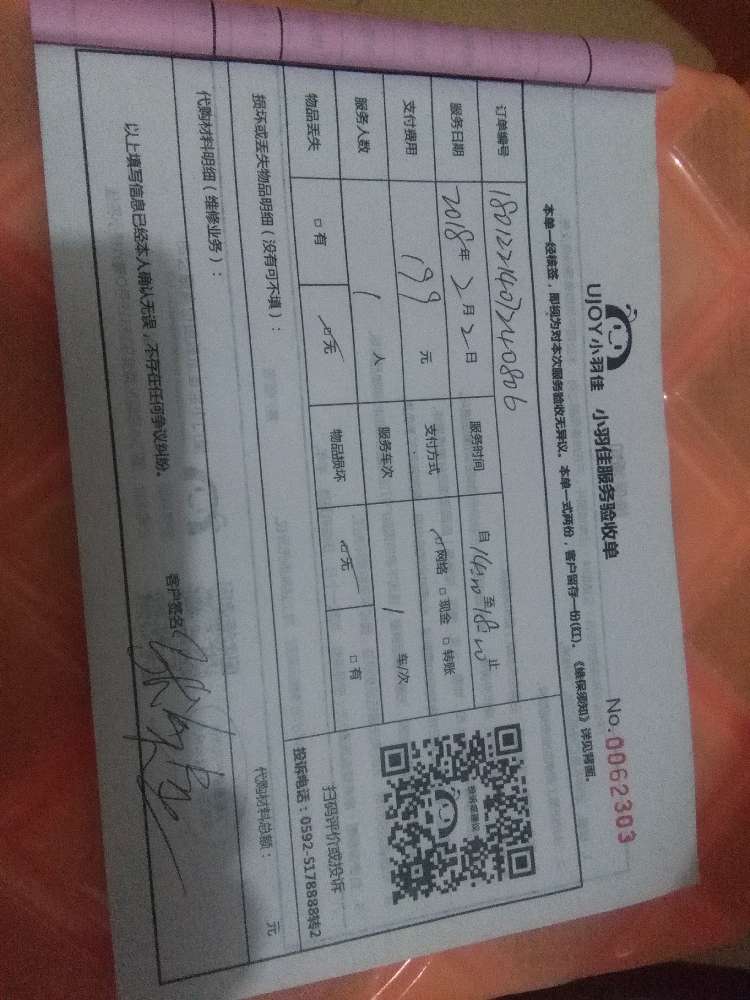 UJOY小羽佳 小羽佳服务验收单 No.0062303
本单一经核签，即视为对本次服务验收无异议。本单一式两份，客户留存一份(红)。《维保须知》详见背面。
订单编号 1801221407240806
服务日期 2018年2月2日 服务时间 自14:00至18:00止
支付费用 199元 支付方式 ☑网络 □现金 □转账
服务人数 1人 服务车次 1车/次
物品丢失 □有 ☑无 物品损坏 ☑无 □有
投诉或建议
扫码评价或投诉
投诉电话：0592-5178888转2
损坏或丢失物品明细（没有可不填）：
代购材料明细（维修业务）： 代购材料总额： 元
以上填写信息已经本人确认无误，不存在任何争议纠纷。 客户签名